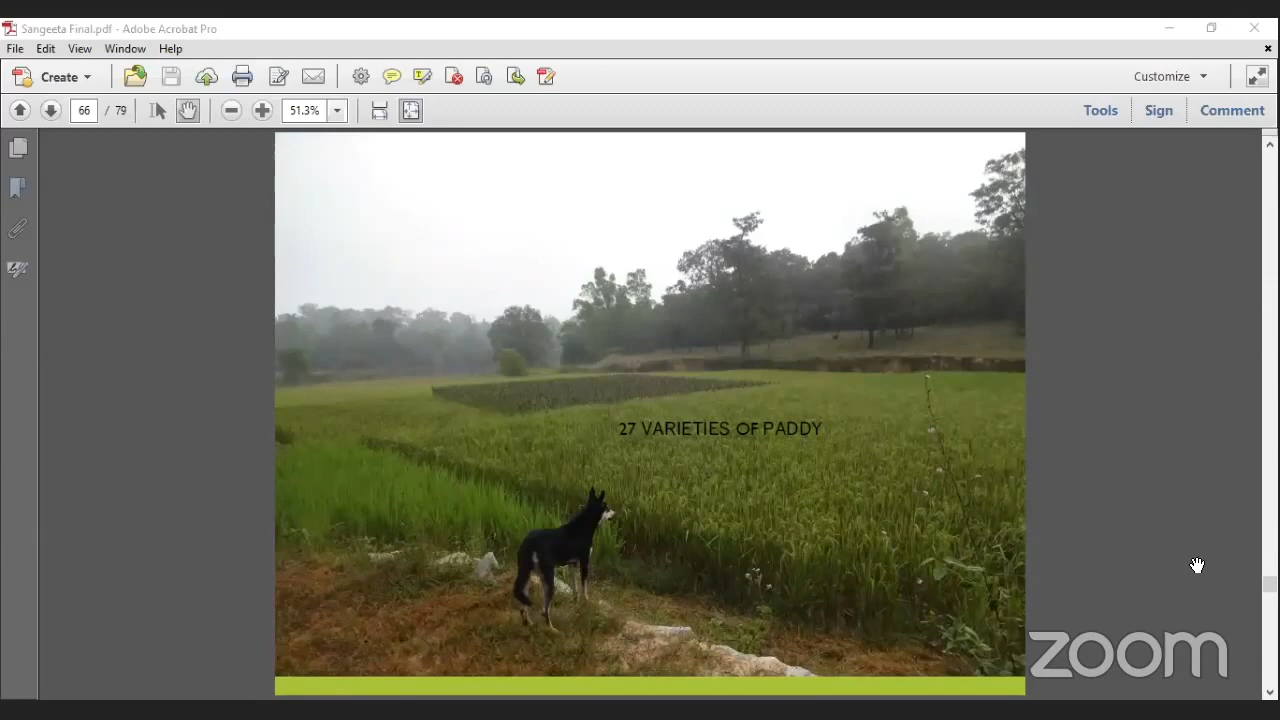 Sangeeta Final.pdf - Adobe Acrobat Pro
File Edit View Window Help
Create Customize
66 / 79 51.3% Tools Sign Comment
27 VARIETIES OF PADDY
zoom